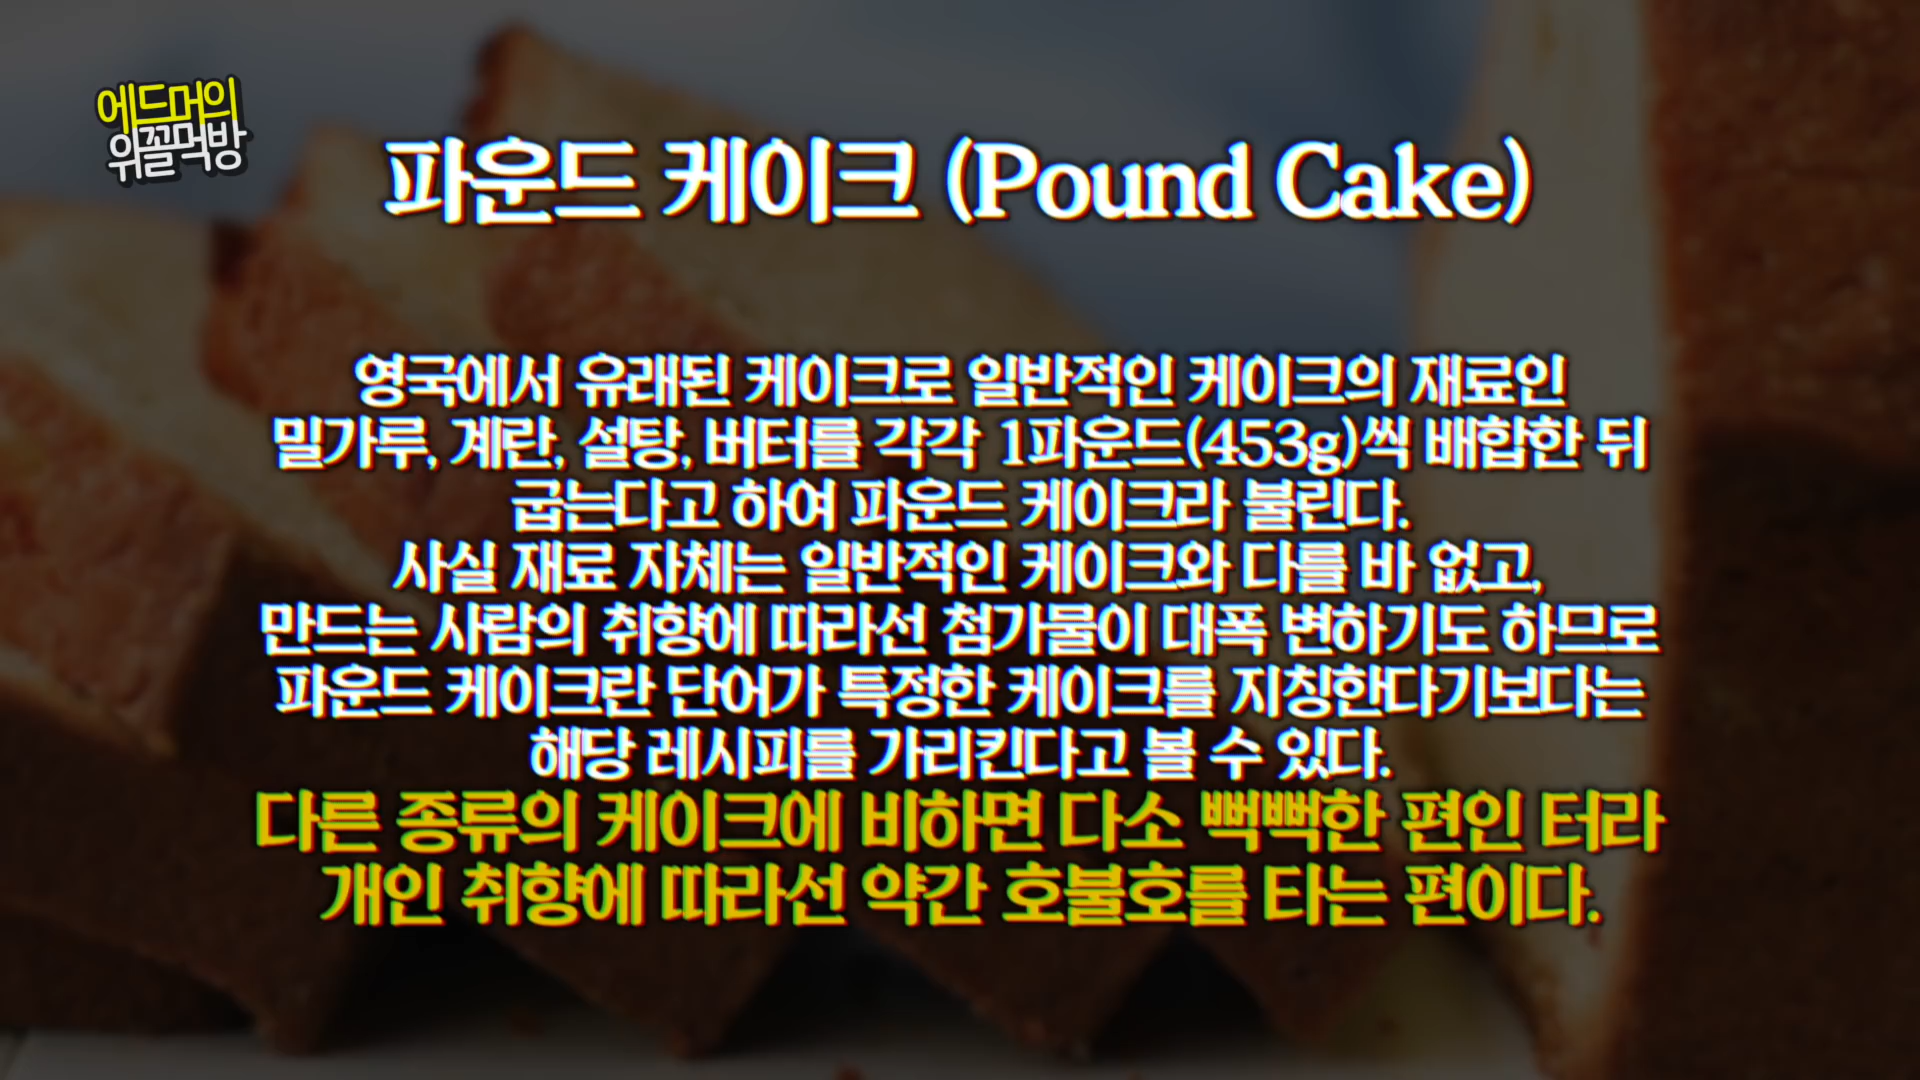 에드머의
위꼴먹방
파운드 케이크 (Pound Cake)
영국에서 유래된 케이크로 일반적인 케이크의 재료인
밀가루, 계란, 설탕, 버터를 각각 1파운드(453g)씩 배합한 뒤
굽는다고 하여 파운드 케이크라 불린다.
사실 재료 자체는 일반적인 케이크와 다를 바 없고,
만드는 사람의 취향에 따라선 첨가물이 대폭 변하기도 하므로
파운드 케이크란 단어가 특정한 케이크를 지칭한다기보다는
해당 레시피를 가리킨다고 볼 수 있다.
다른 종류의 케이크에 비하면 다소 뻑뻑한 편인 터라
개인 취향에 따라선 약간 호불호를 타는 편이다.